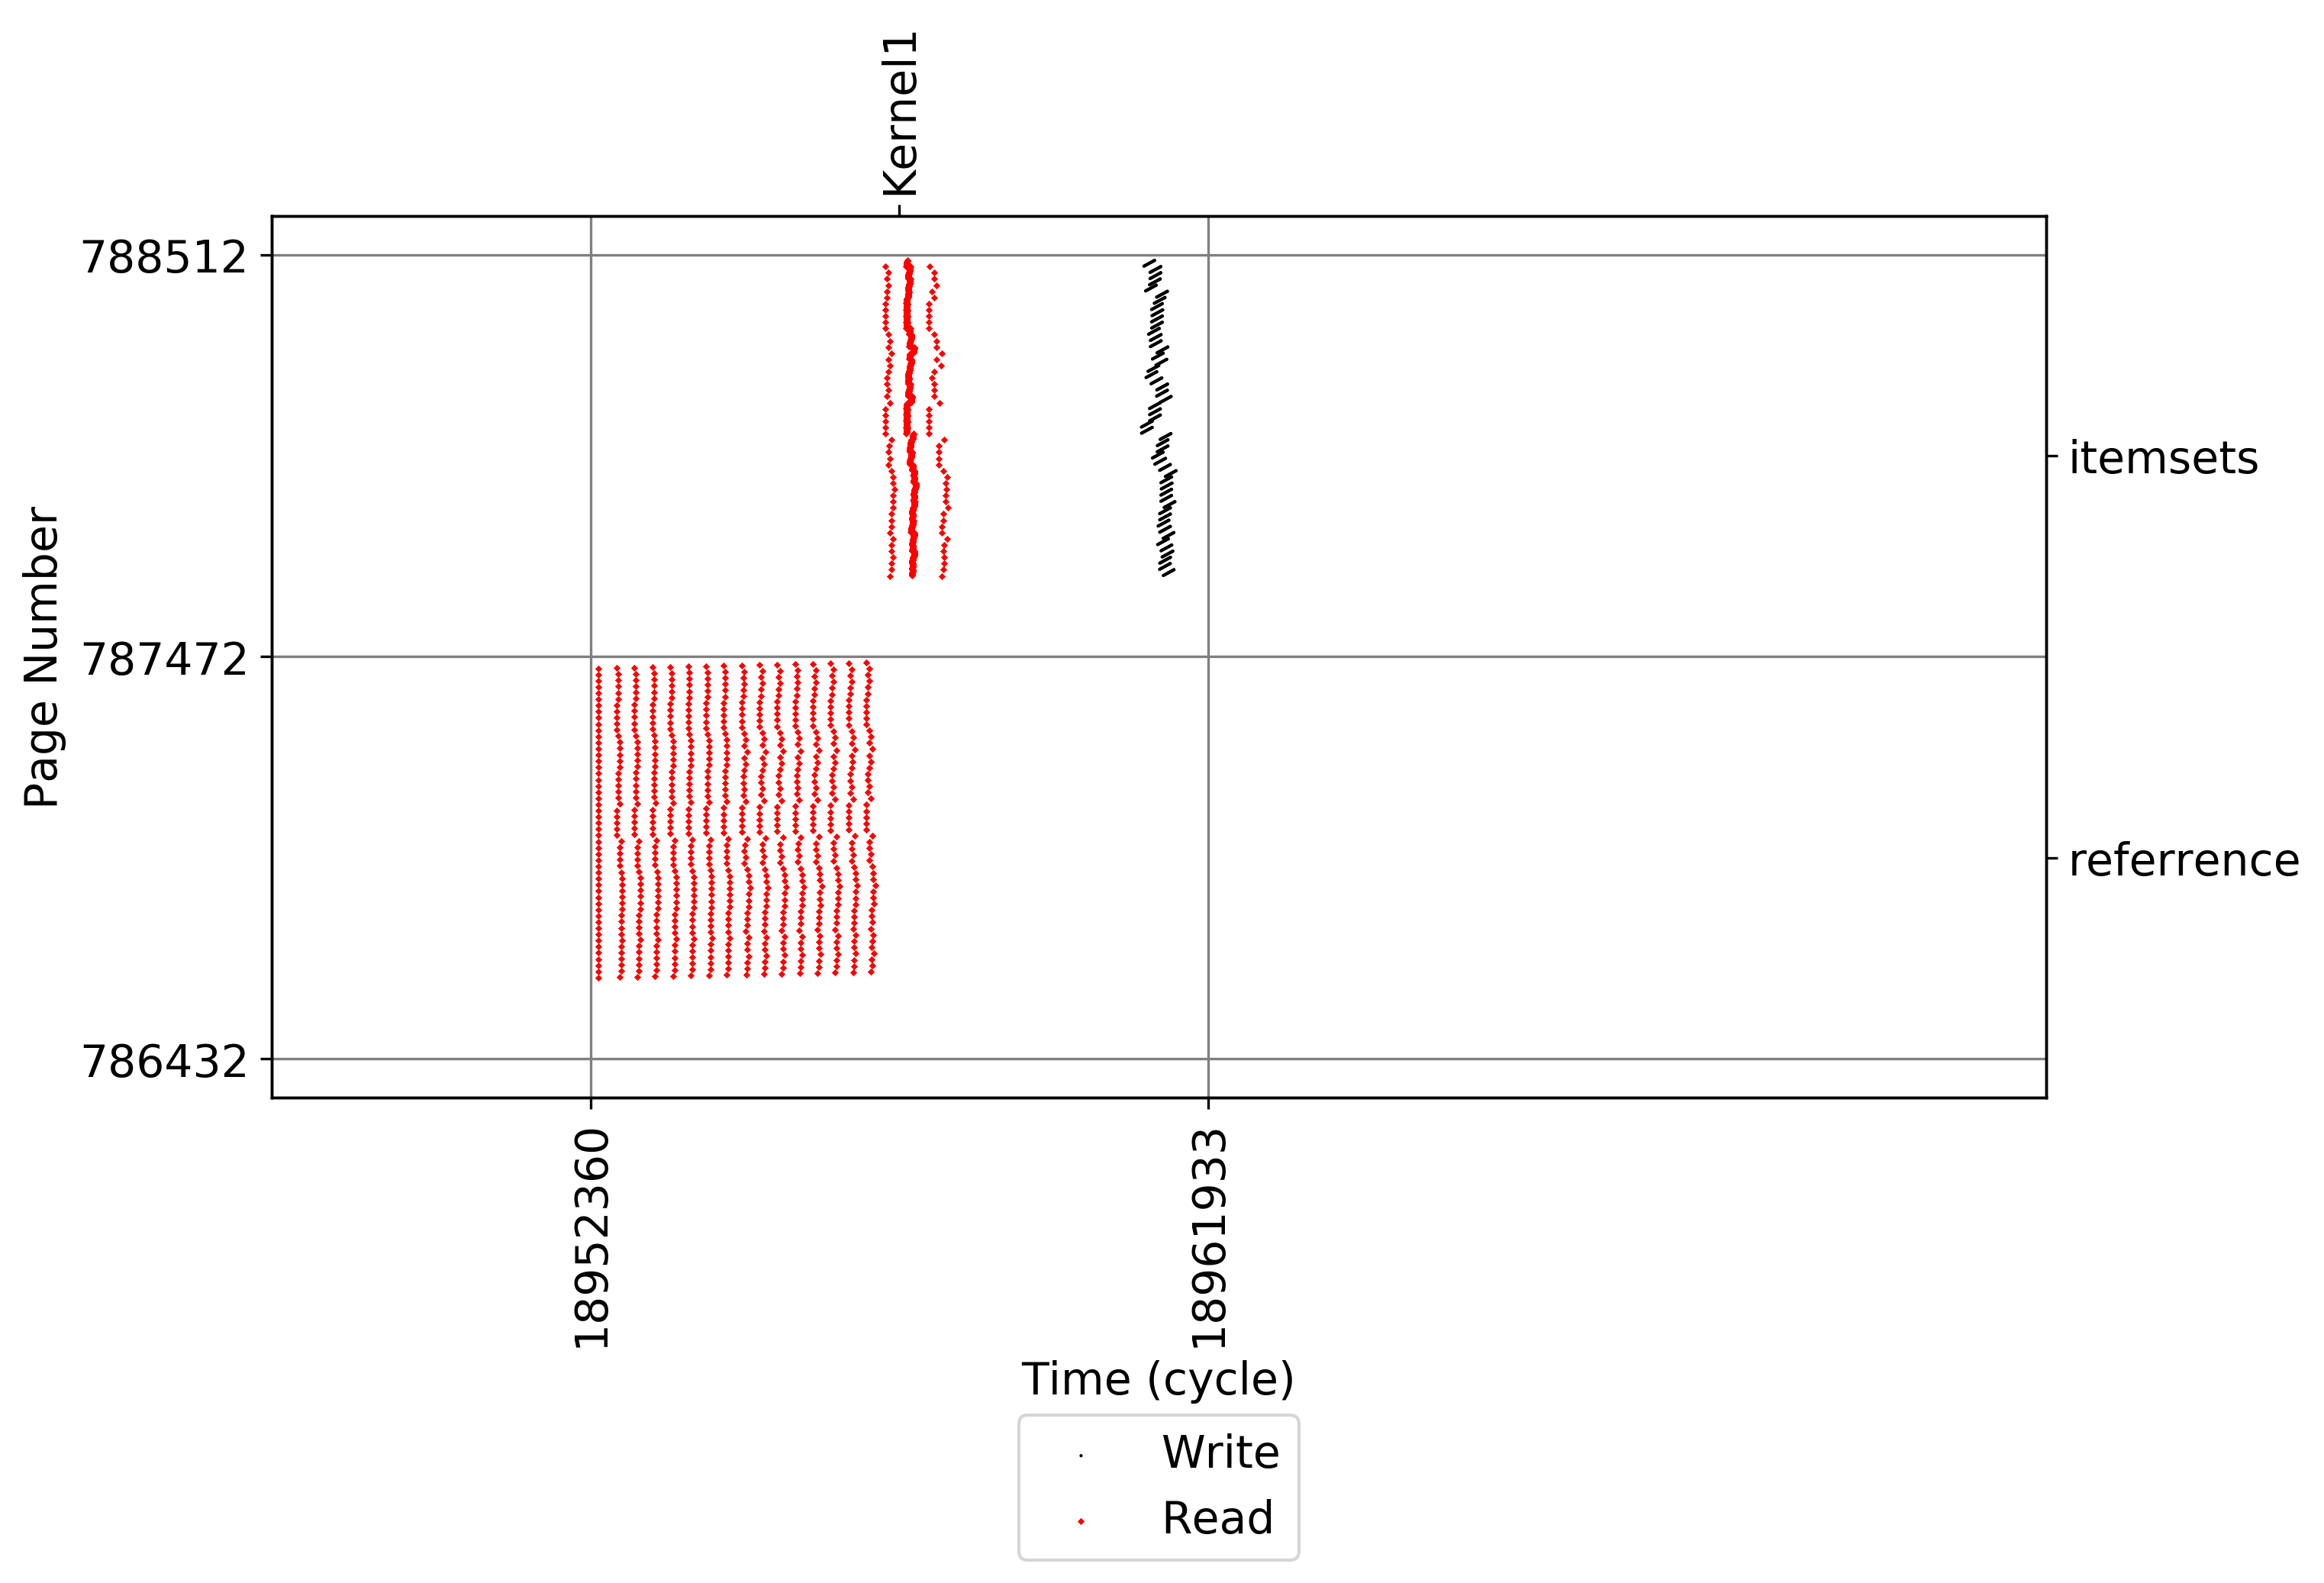 Kernel1
788512
787472
786432
Page Number
itemsets
referrence
18952360
18961933
Time (cycle)
Write
Read